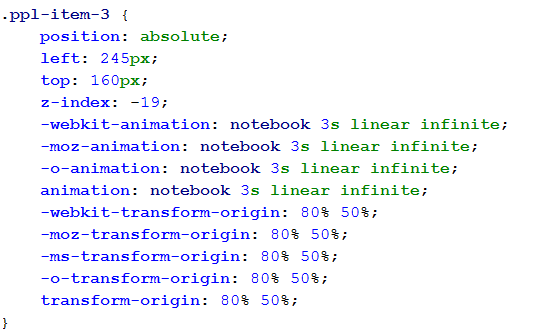 .ppl-item-3 {
position: absolute;
left: 245px;
top: 160px;
z-index: -19;
-webkit-animation: notebook 3s linear infinite;
-moz-animation: notebook 3s linear infinite;
-o-animation: notebook 3s linear infinite;
animation: notebook 3s linear infinite;
-webkit-transform-origin: 80% 50%;
-moz-transform-origin: 80% 50%;
-ms-transform-origin: 80% 50%;
-o-transform-origin: 80% 50%;
transform-origin: 80% 50%;
}